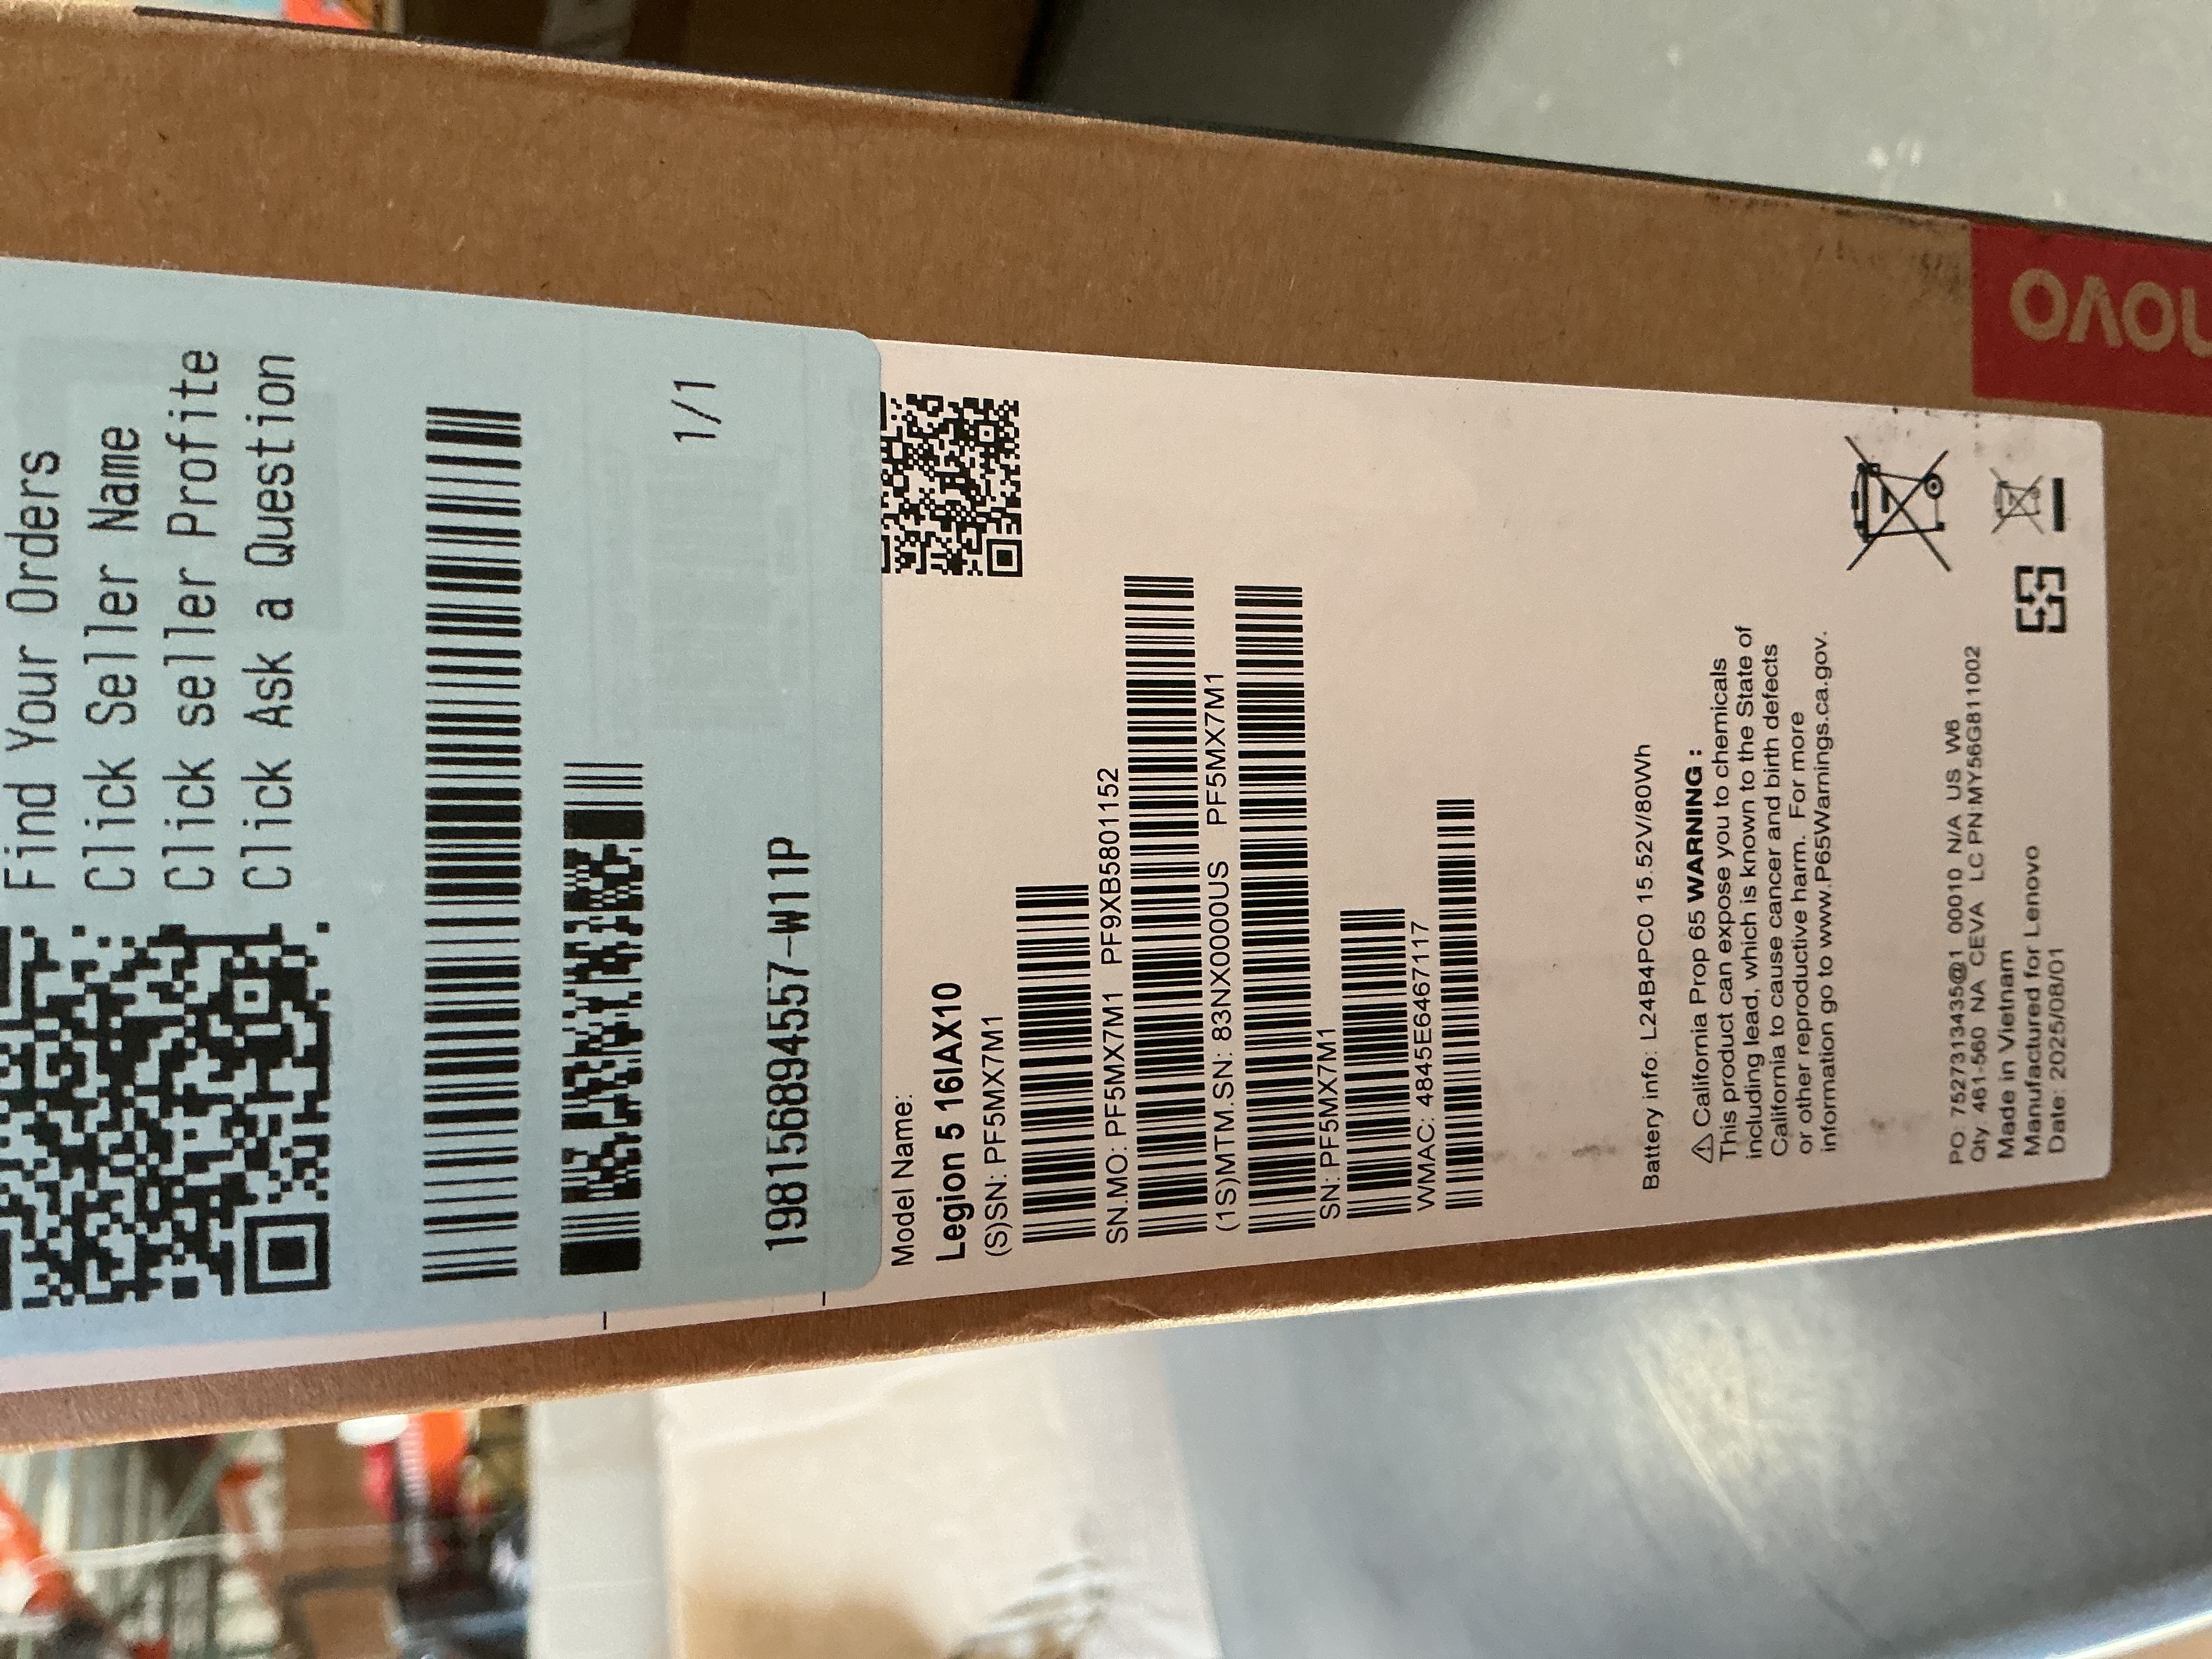 Find Your Orders
Click Seller Name
Click seller Profite
Click Ask a Question
1/1
198156894557-W11P
Model Name:
Legion 5 16IAX10
(S)SN: PF5MX7M1
SN.MO: PF5MX7M1 PF9XB5801152
(1S)MTM.SN: 83NX0000US PF5MX7M1
SN: PF5MX7M1
WMAC: 4845E6467117
Battery info: L24B4PC0 15.52V/80Wh
⚠ California Prop 65 WARNING :
This product can expose you to chemicals
including lead, which is known to the State of
California to cause cancer and birth defects
or other reproductive harm. For more
information go to www.P65Warnings.ca.gov.
PO: 7527313435@1 00010 N/A US W6
Qty 461-560 NA CEVA LC PN:MY56G811002
Made in Vietnam
Manufactured for Lenovo
Date: 2025/08/01
novo